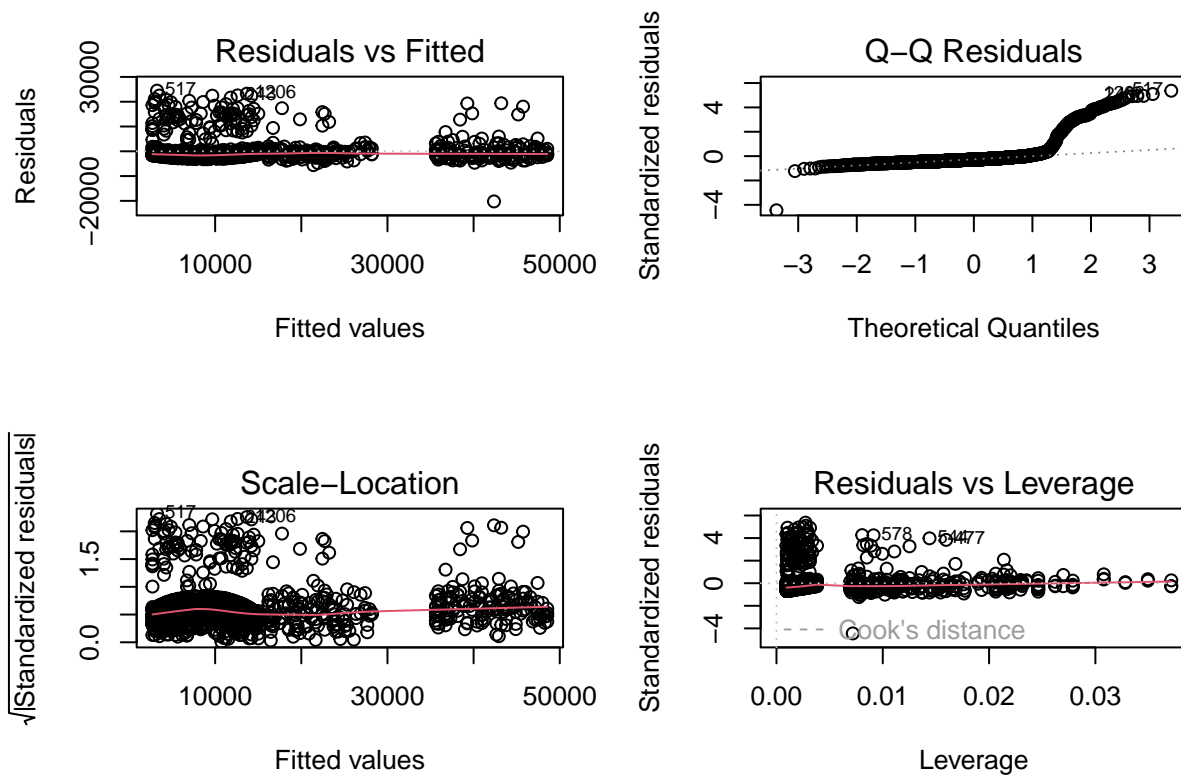 Residuals vs Fitted
Residuals
30000
−20000
10000
30000
50000
Fitted values
517
Q−Q Residuals
Standardized residuals
4
0
−4
−3
−2
−1
0
1
2
3
Theoretical Quantiles
517
Scale−Location
√|Standardized residuals|
1.5
0.0
10000
30000
50000
Fitted values
517
Residuals vs Leverage
Standardized residuals
4
0
−4
0.00
0.01
0.02
0.03
Leverage
578
Cook's distance